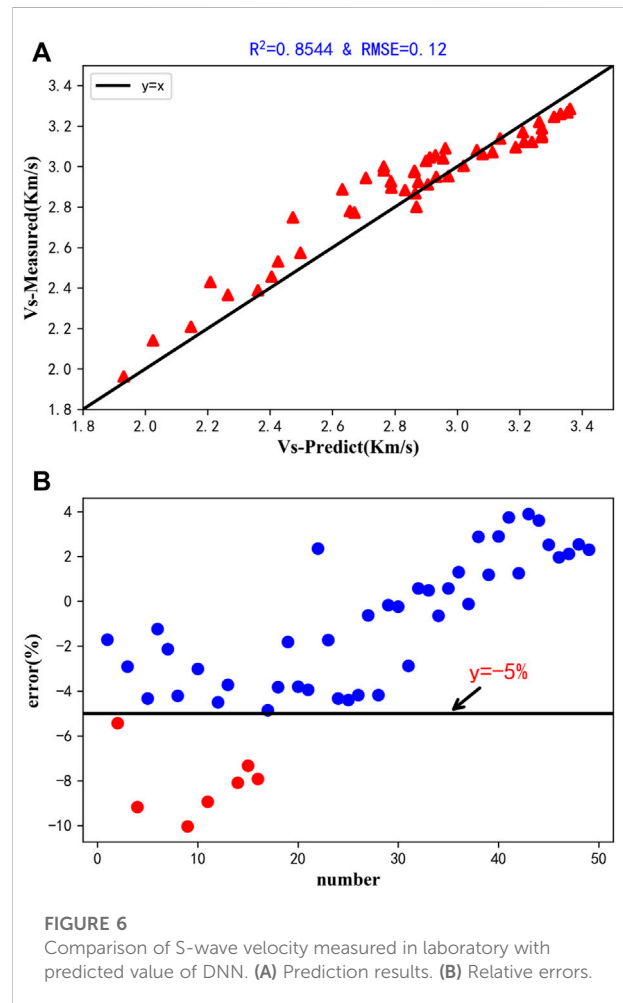 A
R²=0.8544 & RMSE=0.12
y=x
Vs-Measured(Km/s)
3.4
3.2
3.0
2.8
2.6
2.4
2.2
2.0
1.8
1.8 2.0 2.2 2.4 2.6 2.8 3.0 3.2 3.4
Vs-Predict(Km/s)
B
error(%)
4
2
0
−2
−4
−6
−8
−10
y=−5%
0 10 20 30 40 50
number
FIGURE 6
Comparison of S-wave velocity measured in laboratory with
predicted value of DNN. (A) Prediction results. (B) Relative errors.